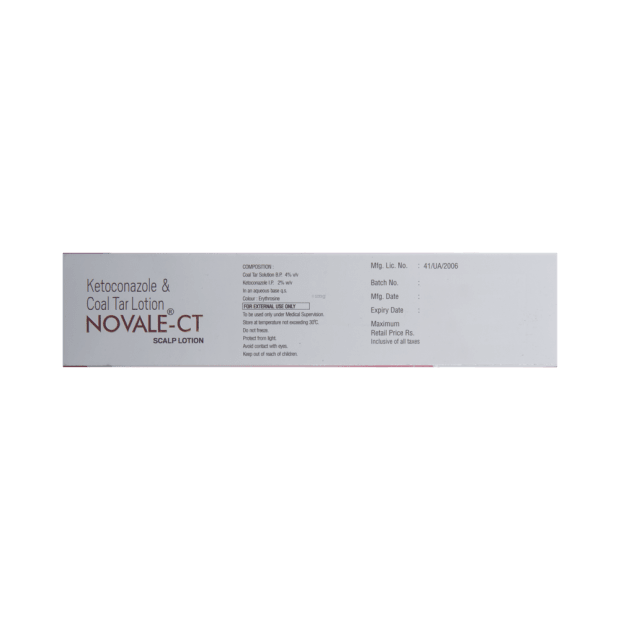 Ketoconazole &
Coal Tar Lotion
NOVALE-CT®
SCALP LOTION
COMPOSITION:
Coal Tar Solution B.P. 4% v/v
Ketoconazole I.P. 2% w/v
In an aqueous base q.s.
Colour : Erythrosine
FOR EXTERNAL USE ONLY
To be used only under Medical Supervision.
Store at temperature not exceeding 30°C.
Do not freeze.
Protect from light.
Avoid contact with eyes.
Keep out of reach of children.
Mfg. Lic. No. : 41/UA/2006
Batch No. :
Mfg. Date :
Expiry Date :
Maximum
Retail Price Rs.
Inclusive of all taxes